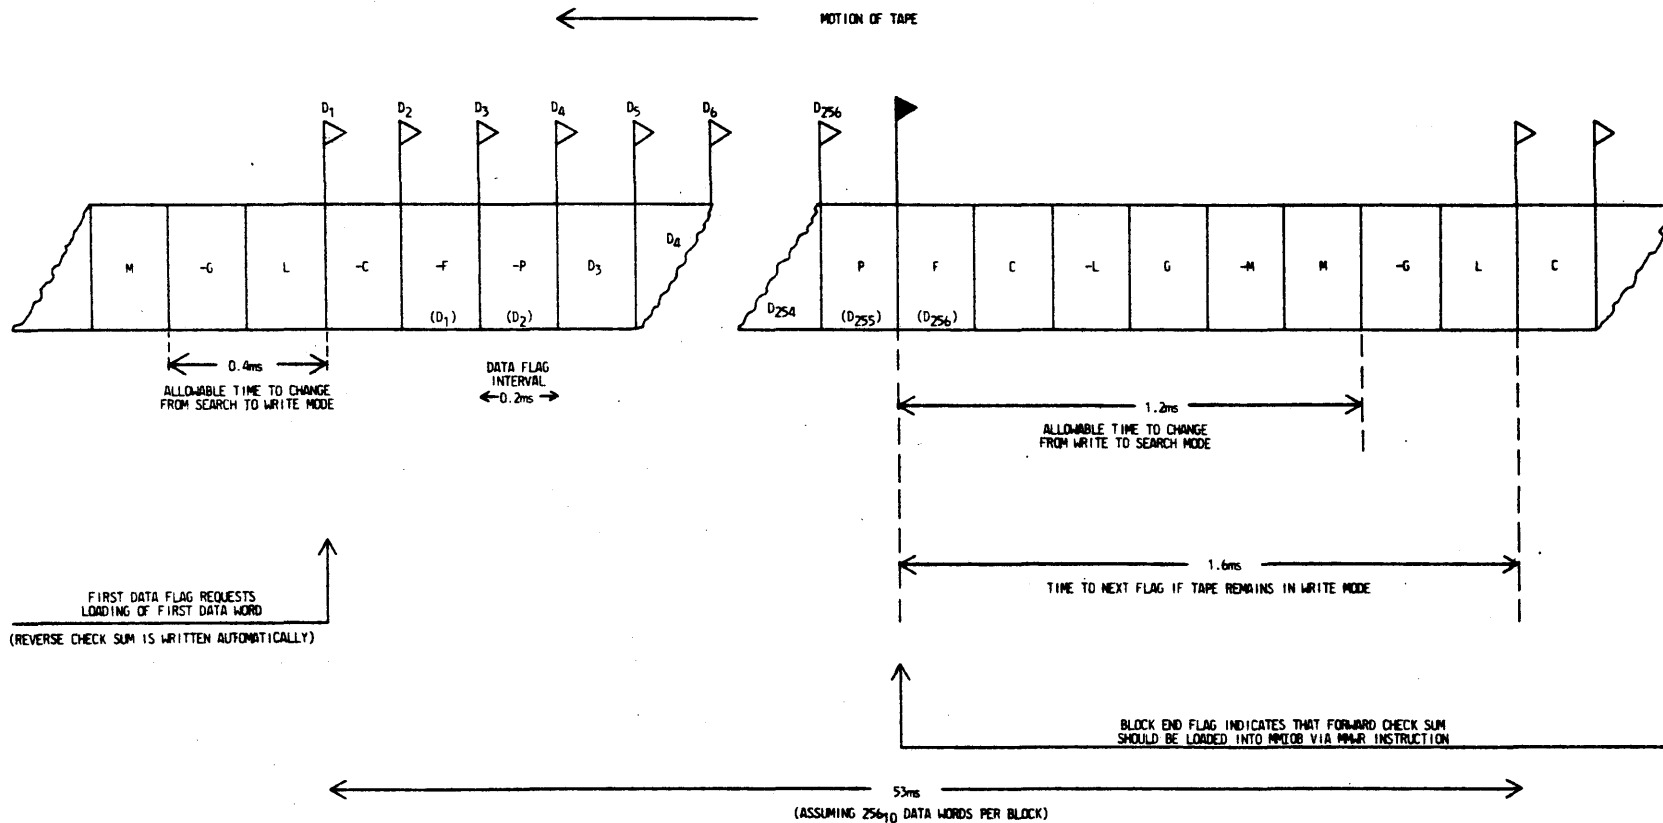 MOTION OF TAPE
D1 D2 D3 D4 D5 D6 D256
M -G L -C -F -P D3 D4 P F C -L G -M M -G L C
(D1) (D2) D254 (D255) (D256)
0.4ms
ALLOWABLE TIME TO CHANGE
FROM SEARCH TO WRITE MODE
DATA FLAG
INTERVAL
0.2ms
1.2ms
ALLOWABLE TIME TO CHANGE
FROM WRITE TO SEARCH MODE
1.6ms
TIME TO NEXT FLAG IF TAPE REMAINS IN WRITE MODE
FIRST DATA FLAG REQUESTS
LOADING OF FIRST DATA WORD
(REVERSE CHECK SUM IS WRITTEN AUTOMATICALLY)
BLOCK END FLAG INDICATES THAT FORWARD CHECK SUM
SHOULD BE LOADED INTO MMIOB VIA MMWR INSTRUCTION
53ms
(ASSUMING 25610 DATA WORDS PER BLOCK)